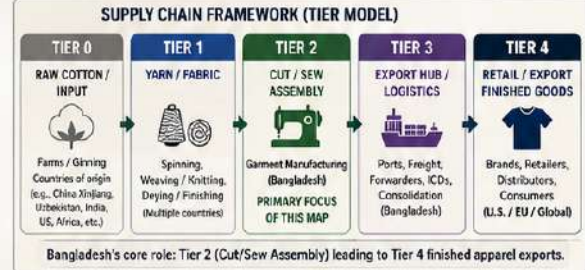 SUPPLY CHAIN FRAMEWORK (TIER MODEL)
TIER 0
RAW COTTON /
INPUT
Farms / Ginning
Countries of origin
(e.g., China Xinjiang,
Uzbekistan, India,
US, Africa, etc.)
TIER 1
YARN / FABRIC
Spinning,
Weaving / Knitting,
Deying / Finishing
(Multiple countries)
TIER 2
CUT / SEW
ASSEMBLY
Garment Manufacturing
(Bangladesh)
PRIMARY FOCUS
OF THIS MAP
TIER 3
EXPORT HUB /
LOGISTICS
Ports, Freight,
Forwarders, ICDs,
Consolidation
(Bangladesh)
TIER 4
RETAIL / EXPORT
FINISHED GOODS
Brands, Retailers,
Distributors,
Consumers
(U.S. / EU / Global)
Bangladesh's core role: Tier 2 (Cut/Sew Assembly) leading to Tier 4 finished apparel exports.